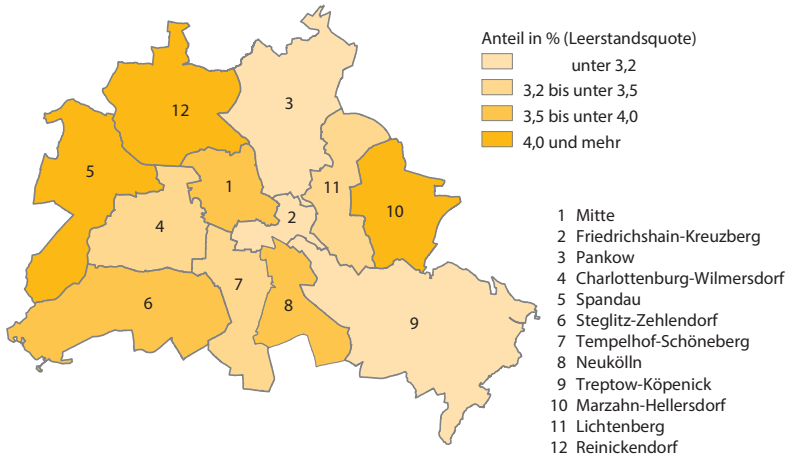 Anteil in % (Leerstandsquote)
unter 3,2
3,2 bis unter 3,5
3,5 bis unter 4,0
4,0 und mehr
12
3
5
1
11
10
2
4
7
6
8
9
1 Mitte
2 Friedrichshain-Kreuzberg
3 Pankow
4 Charlottenburg-Wilmersdorf
5 Spandau
6 Steglitz-Zehlendorf
7 Tempelhof-Schöneberg
8 Neukölln
9 Treptow-Köpenick
10 Marzahn-Hellersdorf
11 Lichtenberg
12 Reinickendorf